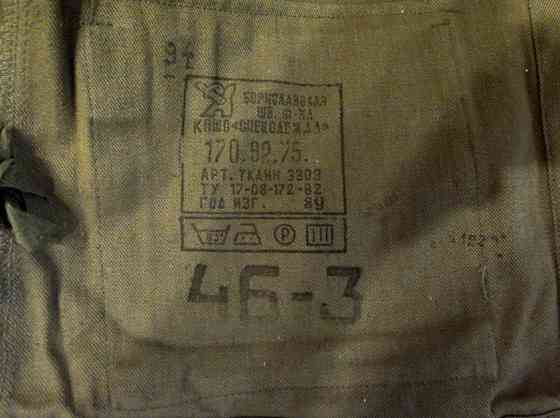 БОРИСЛАВСКАЯ
ШВ. Ф-КА
КПШО «СПЕЦОДЕЖДА»
170.92.75.
АРТ. ТКАНИ 3303
ТУ 17-08-172-82
ГОД ИЗГ. 89
Р
46-3